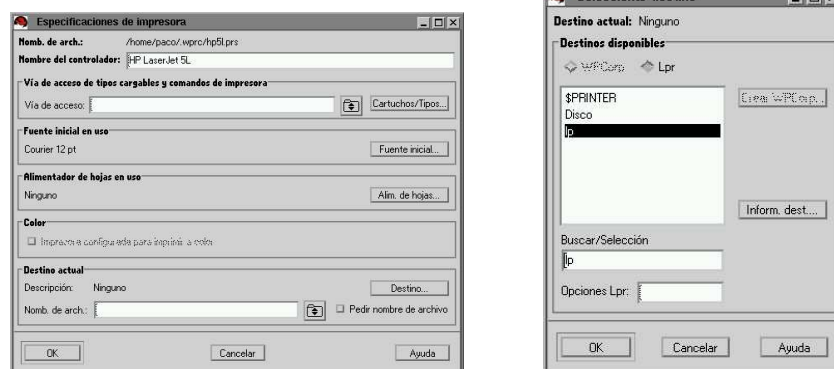 Especificaciones de impresora
Nomb. de arch.: /home/paco/.wprc/hp5l.prs
Nombre del controlador: HP LaserJet 5L
Vía de acceso de tipos cargables y comandos de impresora
Vía de acceso: Cartuchos/Tipos...
Fuente inicial en uso
Courier 12 pt Fuente inicial...
Alimentador de hojas en uso
Ninguno Alim. de hojas...
Color
Impresora configurada para imprimir a color
Destino actual
Descripción: Ninguno Destino...
Nomb. de arch.: Pedir nombre de archivo
OK Cancelar Ayuda
Destino actual: Ninguno
Destinos disponibles
WPCorp Lpr
$PRINTER Crear WPCorp...
Disco
lp
Inform. dest....
Buscar/Selección
lp
Opciones Lpr:
OK Cancelar Ayuda